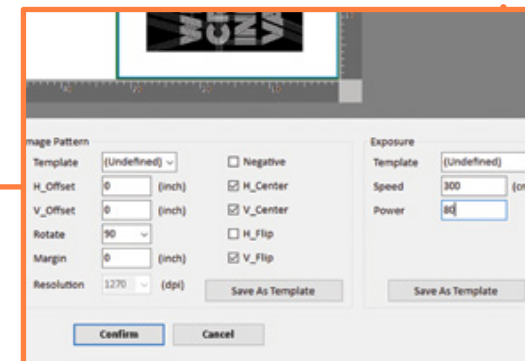 mage Pattern
Template (Undefined) Negative
H_Offset 0 (inch) H_Center
V_Offset 0 (inch) V_Center
Rotate 90 H_Flip
Margin 0 (inch) V_Flip
Resolution 1270 (dpi) Save As Template
Exposure
Template (Undefined)
Speed 300 (cm
Power 80
Save As Template
Confirm Cancel